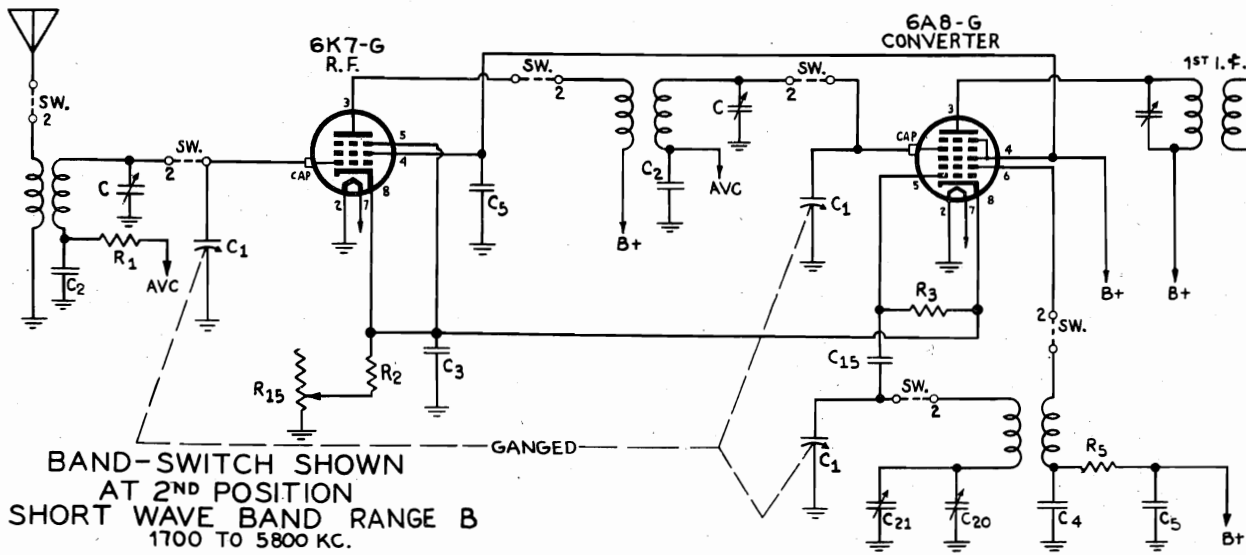 6K7-G
R.F.
6A8-G
CONVERTER
1ST I.F.
SW.
2
SW.
2
C
R1
C2
AVC
C1
CAP
3
5
4
8
2
7
C5
SW.
2
B+
C
C2
AVC
SW.
2
C1
CAP
3
4
6
5
8
2
7
B+
B+
R15
R2
C3
R3
C15
2
SW.
SW.
2
C1
GANGED
C21
C20
C4
R5
C5
B+
BAND-SWITCH SHOWN
AT 2ND POSITION
SHORT WAVE BAND RANGE B
1700 TO 5800 KC.